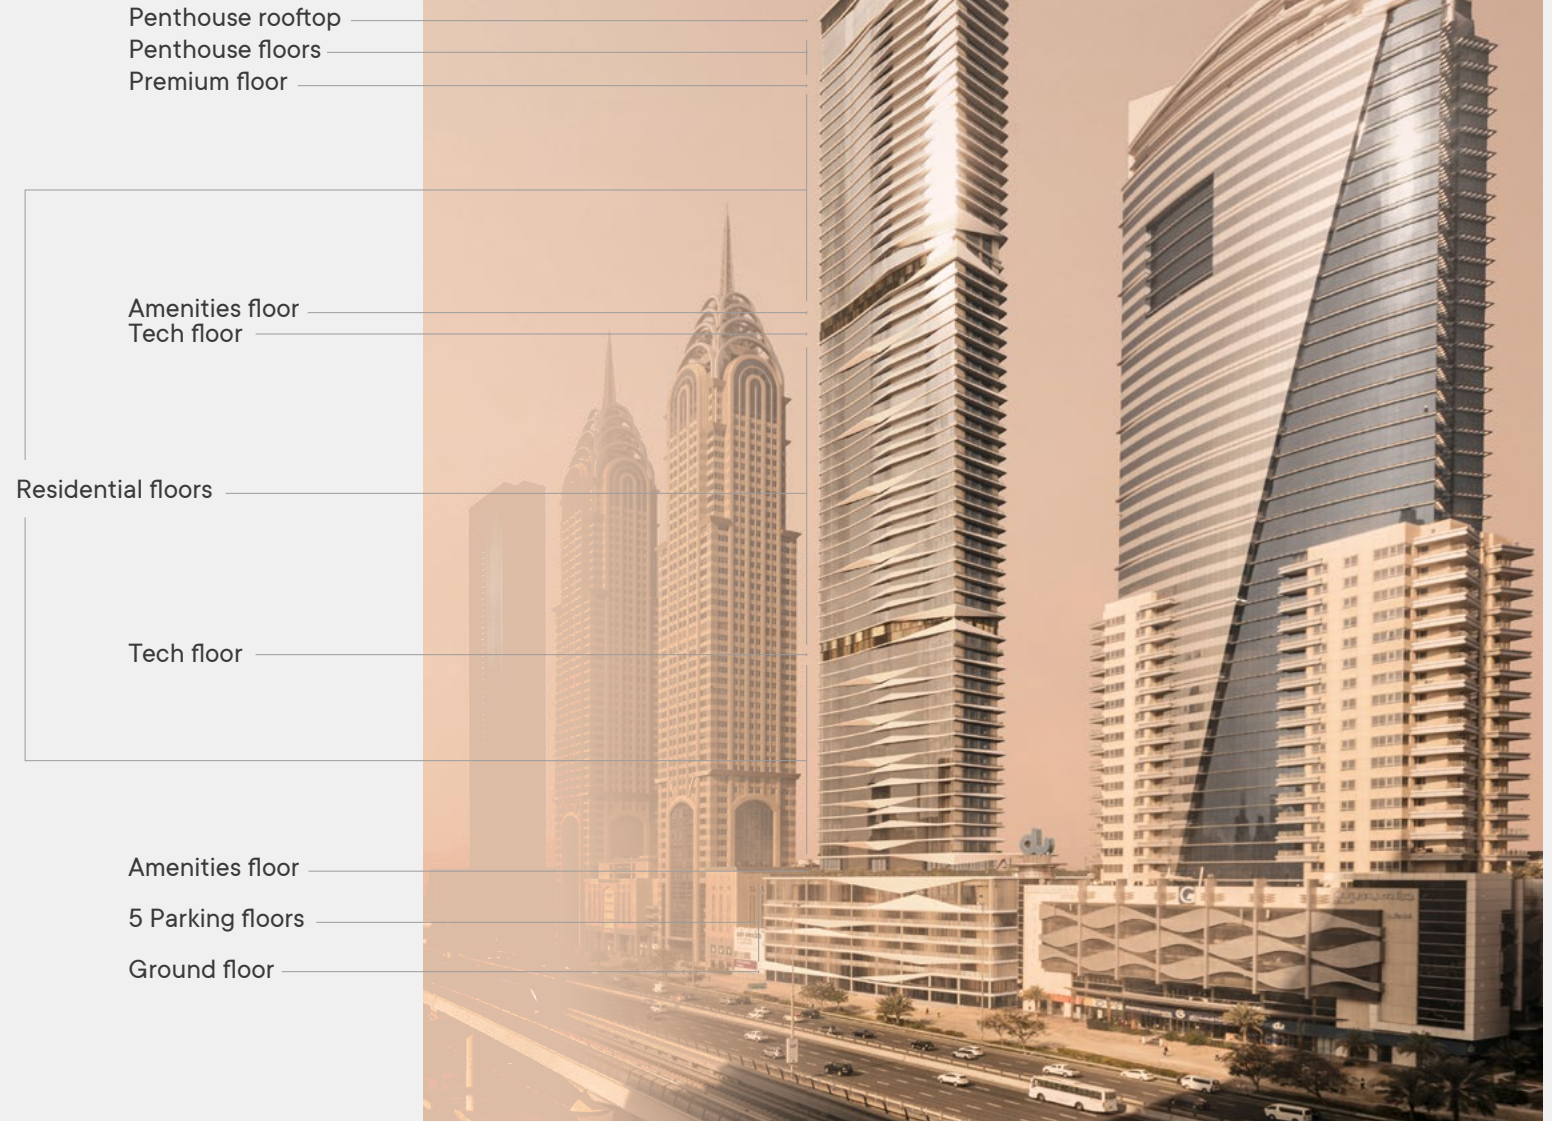 Penthouse rooftop
Penthouse floors
Premium floor
Amenities floor
Tech floor
Residential floors
Tech floor
Amenities floor
5 Parking floors
Ground floor
du
G